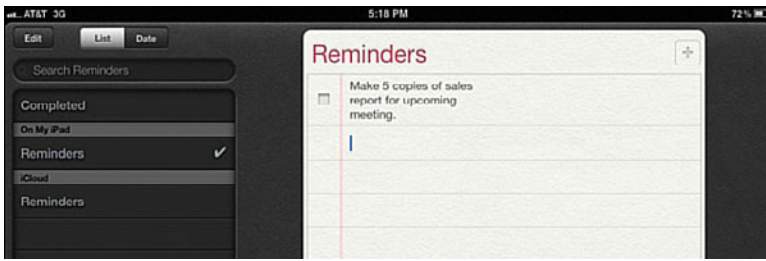 AT&T 3G
5:18 PM
72%
Edit
List
Date
Search Reminders
Completed
On My iPad
Reminders
iCloud
Reminders
Reminders
Make 5 copies of sales
report for upcoming
meeting.